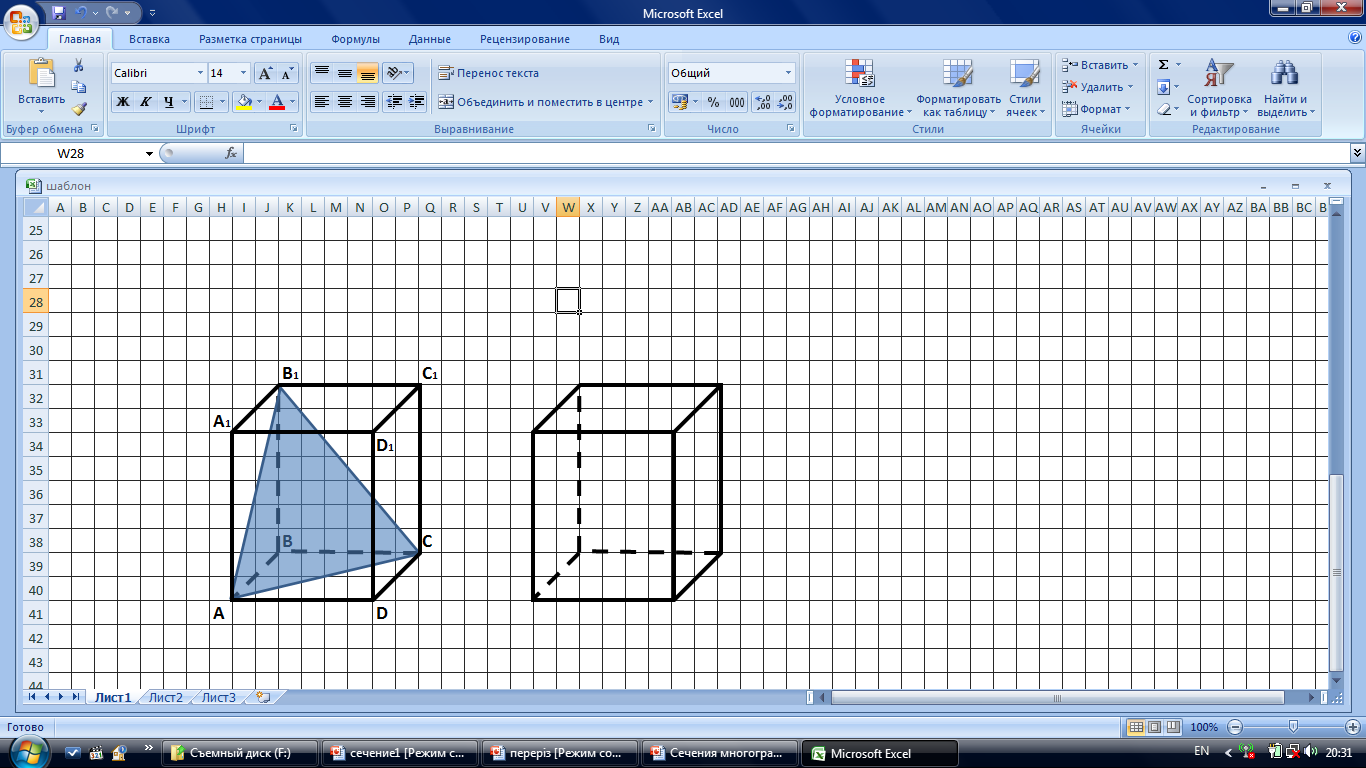 Microsoft Excel
Главная Вставка Разметка страницы Формулы Данные Рецензирование Вид
Вставить
Буфер обмена
Calibri 14
Ж К Ч
Шрифт
Перенос текста
Объединить и поместить в центре
Выравнивание
Общий
% 000
Число
Условное форматирование
Форматировать как таблицу
Стили ячеек
Стили
Вставить
Удалить
Формат
Ячейки
Сортировка и фильтр
Найти и выделить
Редактирование
W28
fx
шаблон
A B C D E F G H I J K L M N O P Q R S T U V W X Y Z AA AB AC AD AE AF AG AH AI AJ AK AL AM AN AO AP AQ AR AS AT AU AV AW AX AY AZ BA BB BC B
25
26
27
28
29
30
31
32
33
34
35
36
37
38
39
40
41
42
43
44
B1 C1
A1
D1
B C
A D
Лист1 Лист2 Лист3
Готово
100%
Съемный диск (F:)
сечение1 [Режим с...
переріз [Режим со...
Сечения многогра...
Microsoft Excel
EN
20:31